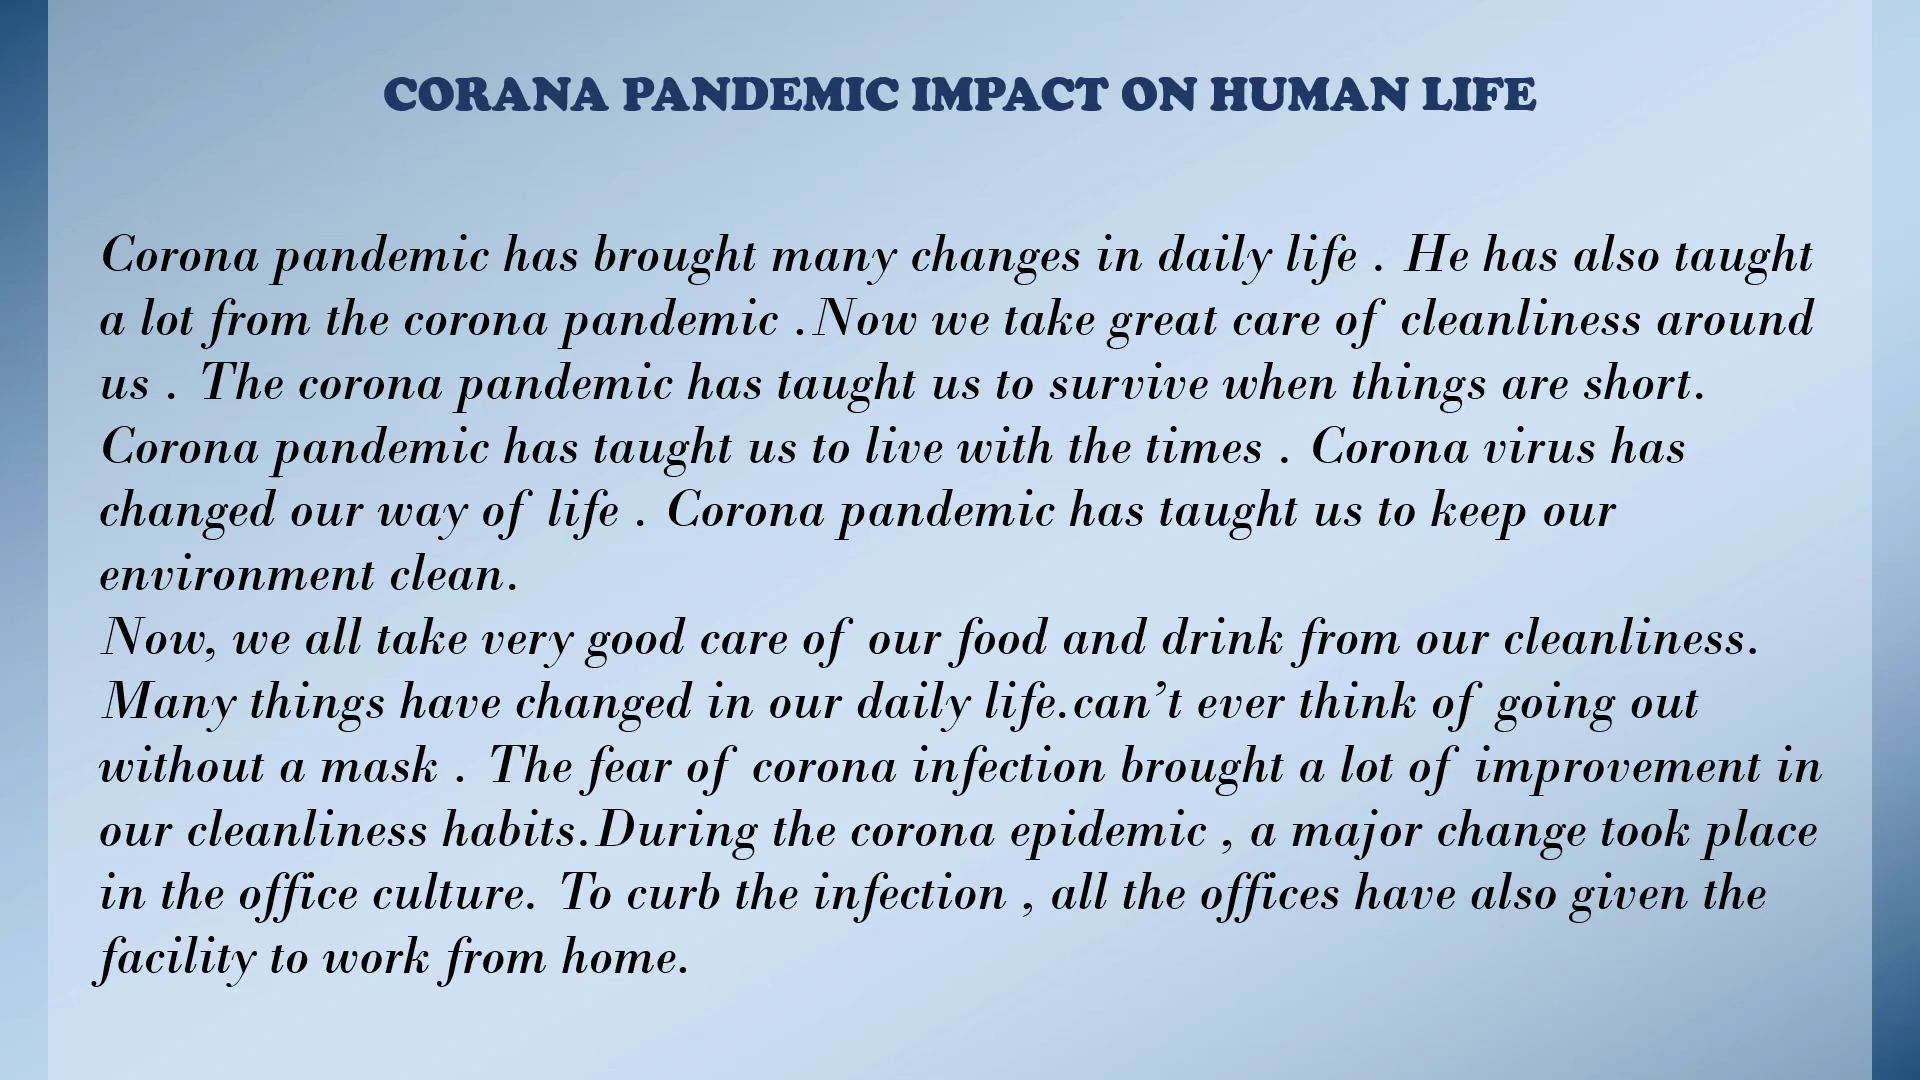 CORANA PANDEMIC IMPACT ON HUMAN LIFE
Corona pandemic has brought many changes in daily life . He has also taught
a lot from the corona pandemic .Now we take great care of cleanliness around
us . The corona pandemic has taught us to survive when things are short.
Corona pandemic has taught us to live with the times . Corona virus has
changed our way of life . Corona pandemic has taught us to keep our
environment clean.
Now, we all take very good care of our food and drink from our cleanliness.
Many things have changed in our daily life.can’t ever think of going out
without a mask . The fear of corona infection brought a lot of improvement in
our cleanliness habits.During the corona epidemic , a major change took place
in the office culture. To curb the infection , all the offices have also given the
facility to work from home.